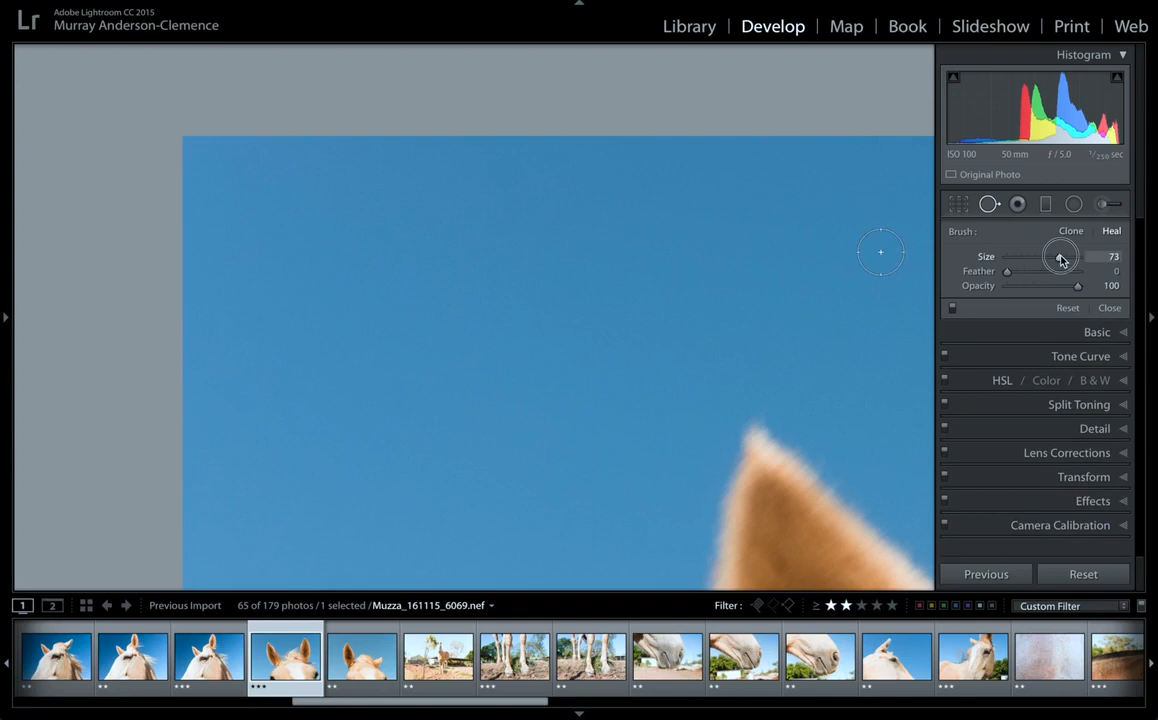 Lr
Adobe Lightroom CC 2015
Murray Anderson-Clemence
Library | Develop | Map | Book | Slideshow | Print | Web
Histogram
ISO 100 50 mm ƒ / 5.0 1/250 sec
Original Photo
Brush : Clone Heal
Size 73
Feather 0
Opacity 100
Reset Close
Basic
Tone Curve
HSL / Color / B & W
Split Toning
Detail
Lens Corrections
Transform
Effects
Camera Calibration
Previous Reset
1 2 Previous Import 65 of 179 photos / 1 selected / Muzza_161115_6069.nef Filter : ≥ ★★★★★ Custom Filter